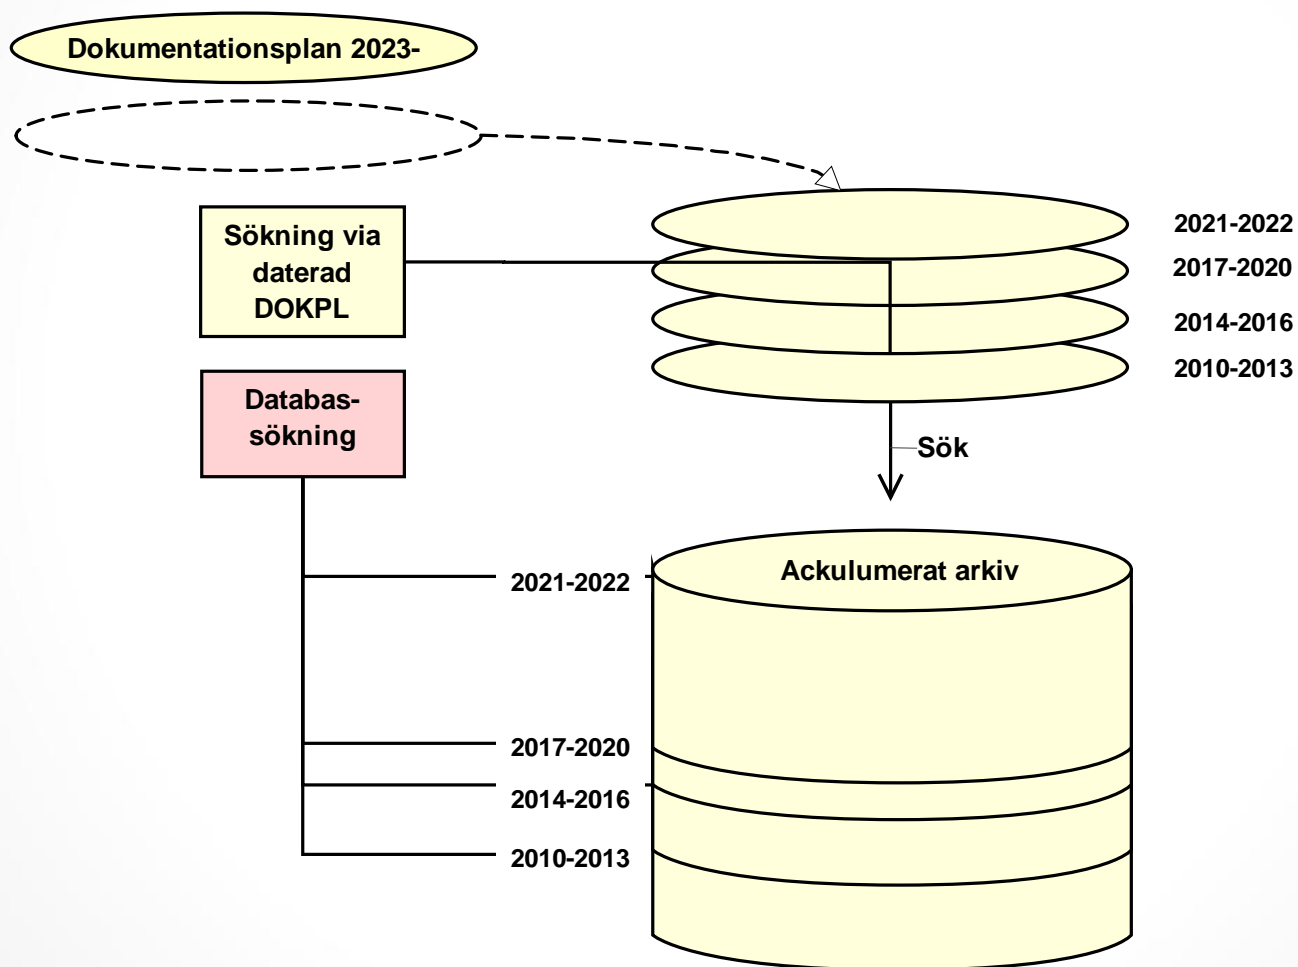 Dokumentationsplan 2023-
Sökning via
daterad
DOKPL
2021-2022
2017-2020
2014-2016
2010-2013
Databas-
sökning
Sök
Ackulumerat arkiv
2021-2022
2017-2020
2014-2016
2010-2013